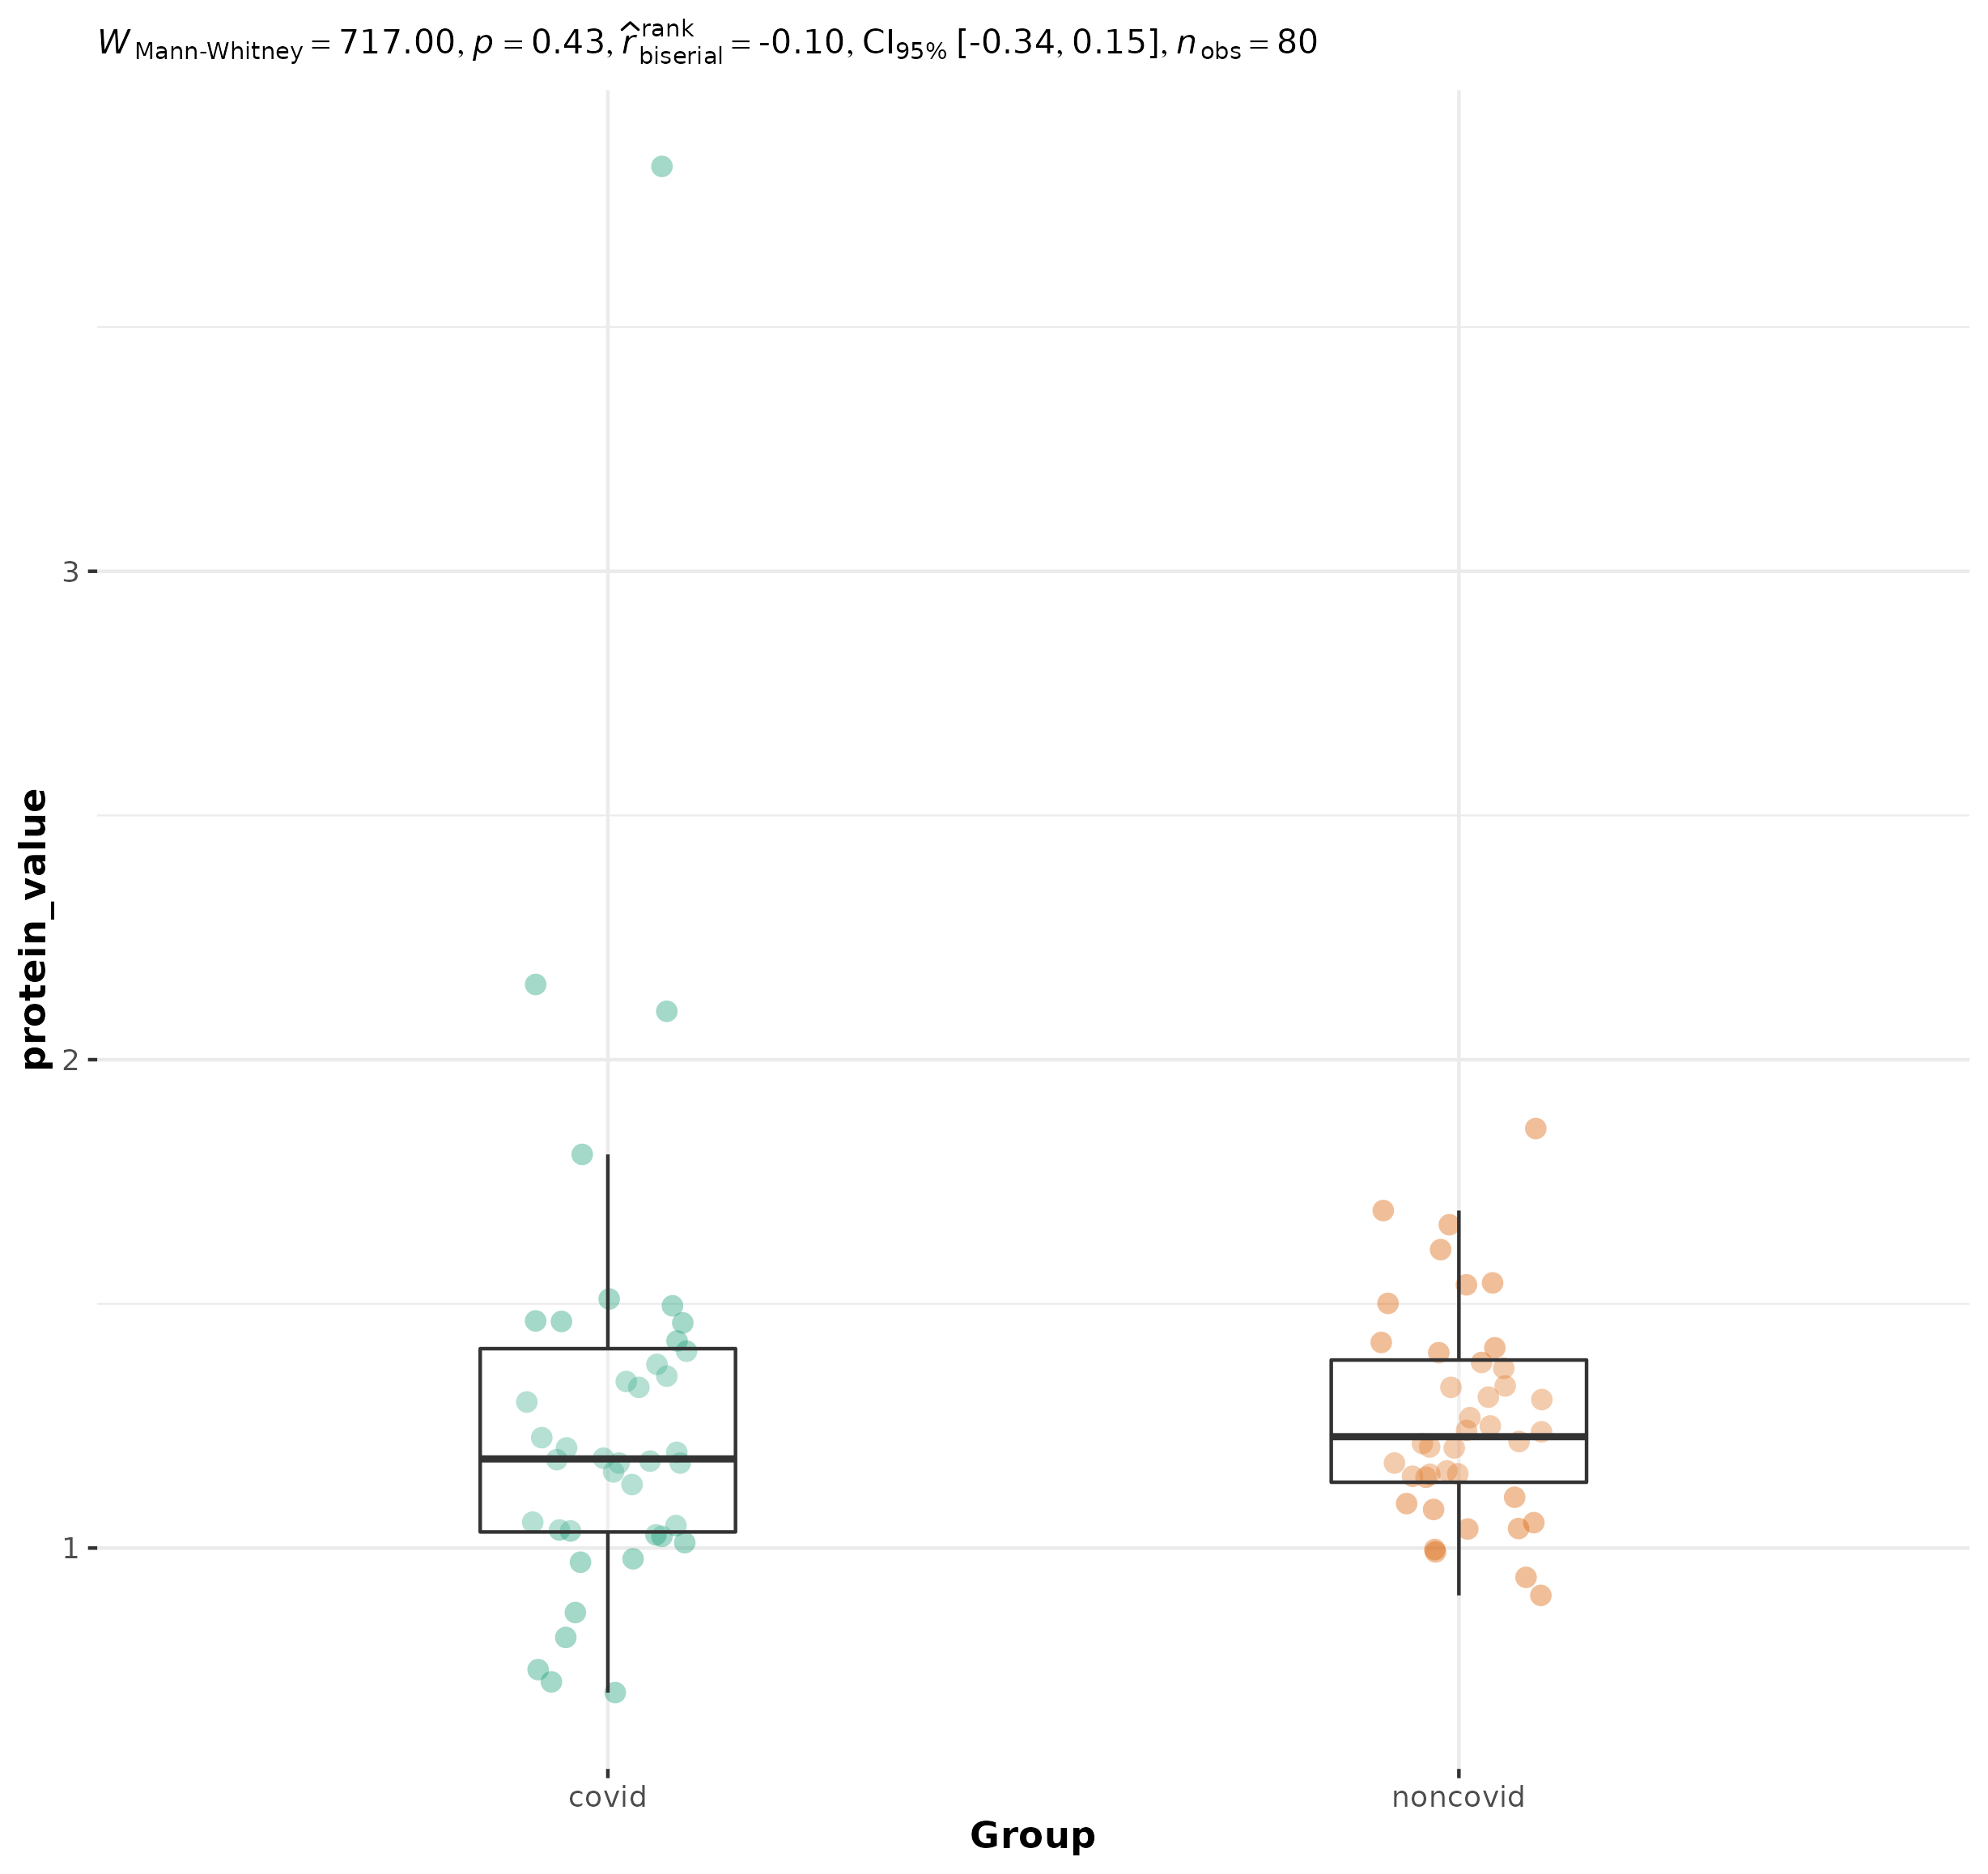 W Mann-Whitney = 717.00, p = 0.43, r̂ rank biserial = -0.10, CI95% [-0.34, 0.15], n obs = 80
3
2
1
protein_value
covid noncovid
Group